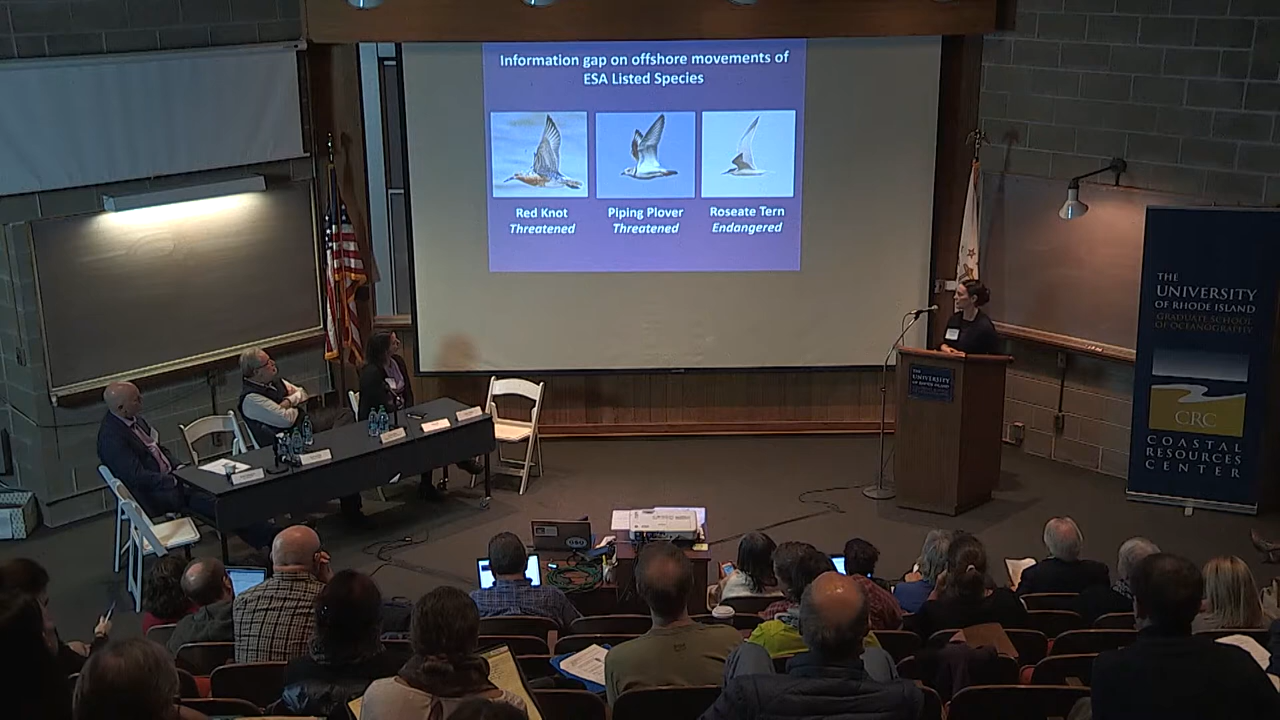 Information gap on offshore movements of
ESA Listed Species
Red Knot
Threatened
Piping Plover
Threatened
Roseate Tern
Endangered
THE
UNIVERSITY
OF RHODE ISLAND
GRADUATE SCHOOL
OF OCEANOGRAPHY
CRC
COASTAL
RESOURCES
CENTER
THE
UNIVERSITY
OF RHODE ISLAND